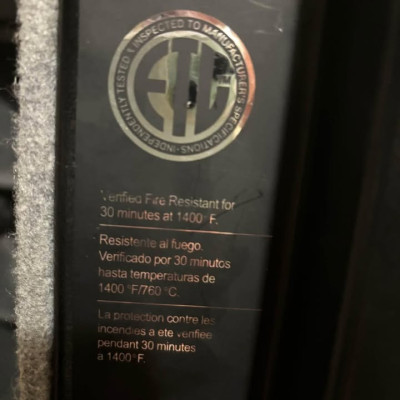 INDEPENDENTLY TESTED & INSPECTED TO MANUFACTURER'S SPECIFICATIONS
ETL
Verified Fire Resistant for
30 minutes at 1400°F.
Resistente al fuego.
Verificado por 30 minutos
hasta temperaturas de
1400 °F/760 °C.
La protection contre les
incendies a ete verifiee
pendant 30 minutes
a 1400°F.